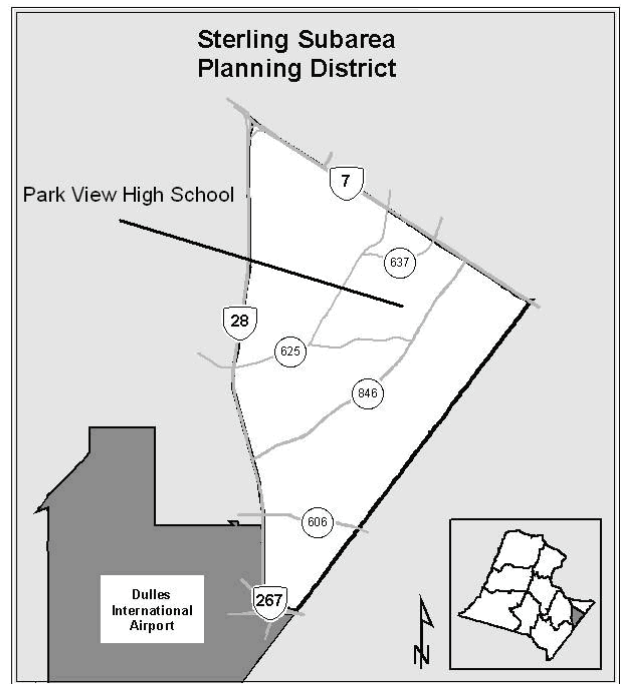 Sterling Subarea
Planning District
7
Park View High School
637
28
625
846
606
267
Dulles
International
Airport
N